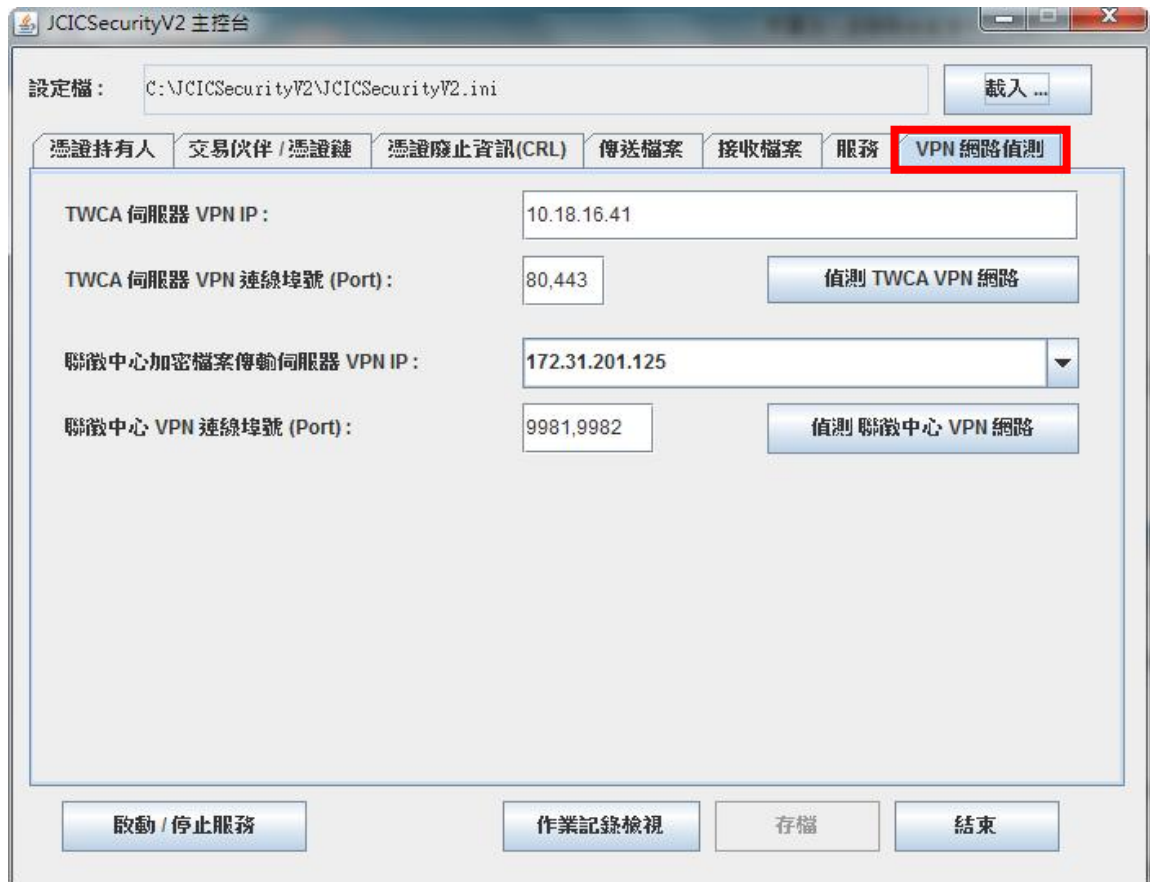 JCICSecurityV2 主控台
設定檔： C:\JCICSecurityV2\JCICSecurityV2.ini 載入 ...
憑證持有人 交易伙伴 / 憑證鏈 憑證廢止資訊(CRL) 傳送檔案 接收檔案 服務 VPN 網路偵測
TWCA 伺服器 VPN IP： 10.18.16.41
TWCA 伺服器 VPN 連線埠號 (Port)： 80,443 偵測 TWCA VPN 網路
聯徵中心加密檔案傳輸伺服器 VPN IP： 172.31.201.125
聯徵中心 VPN 連線埠號 (Port)： 9981,9982 偵測 聯徵中心 VPN 網路
啟動 / 停止服務 作業記錄檢視 存檔 結束